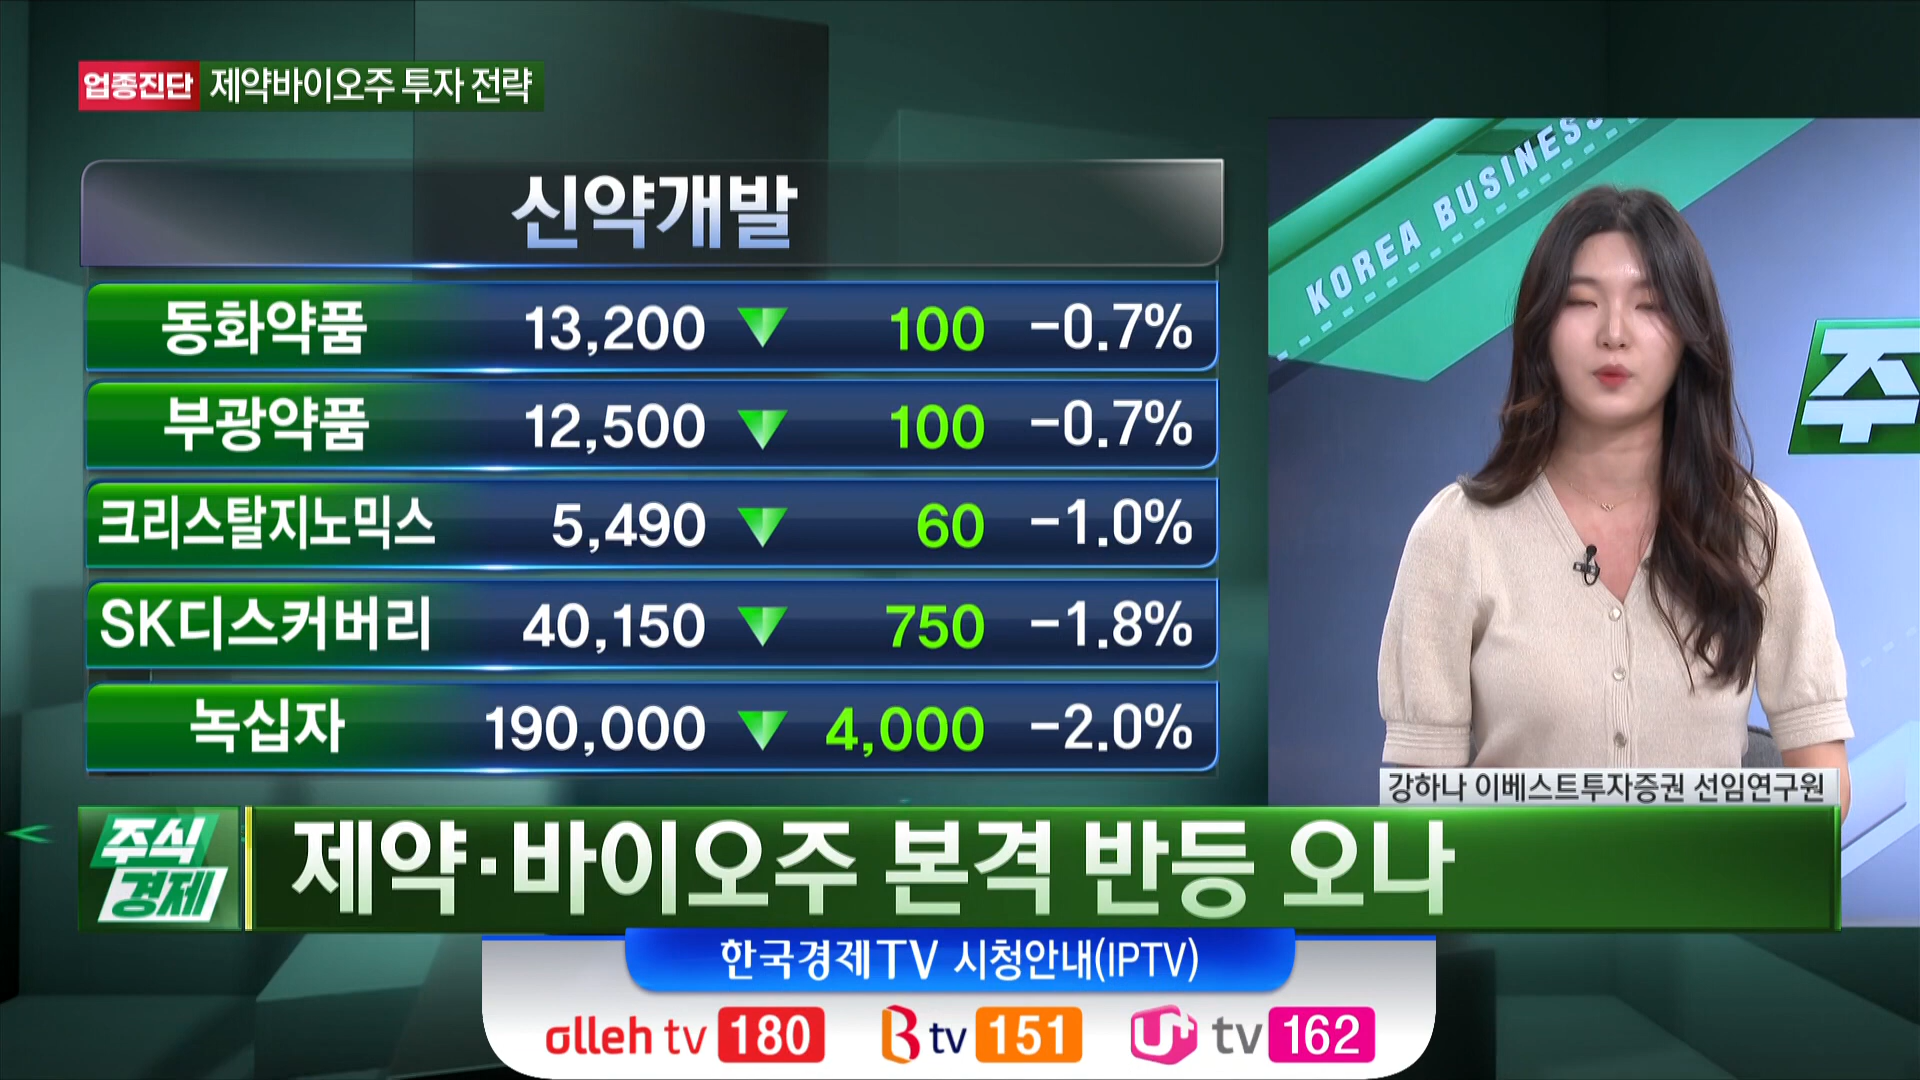 업종진단 제약바이오주 투자 전략
신약개발
동화약품 13,200 ▼ 100 -0.7%
부광약품 12,500 ▼ 100 -0.7%
크리스탈지노믹스 5,490 ▼ 60 -1.0%
SK디스커버리 40,150 ▼ 750 -1.8%
녹십자 190,000 ▼ 4,000 -2.0%
KOREA BUSINESS
주
강하나 이베스트투자증권 선임연구원
주식
경제
제약·바이오주 본격 반등 오나
한국경제TV 시청안내(IPTV)
olleh tv 180 B tv 151 U+ tv 162